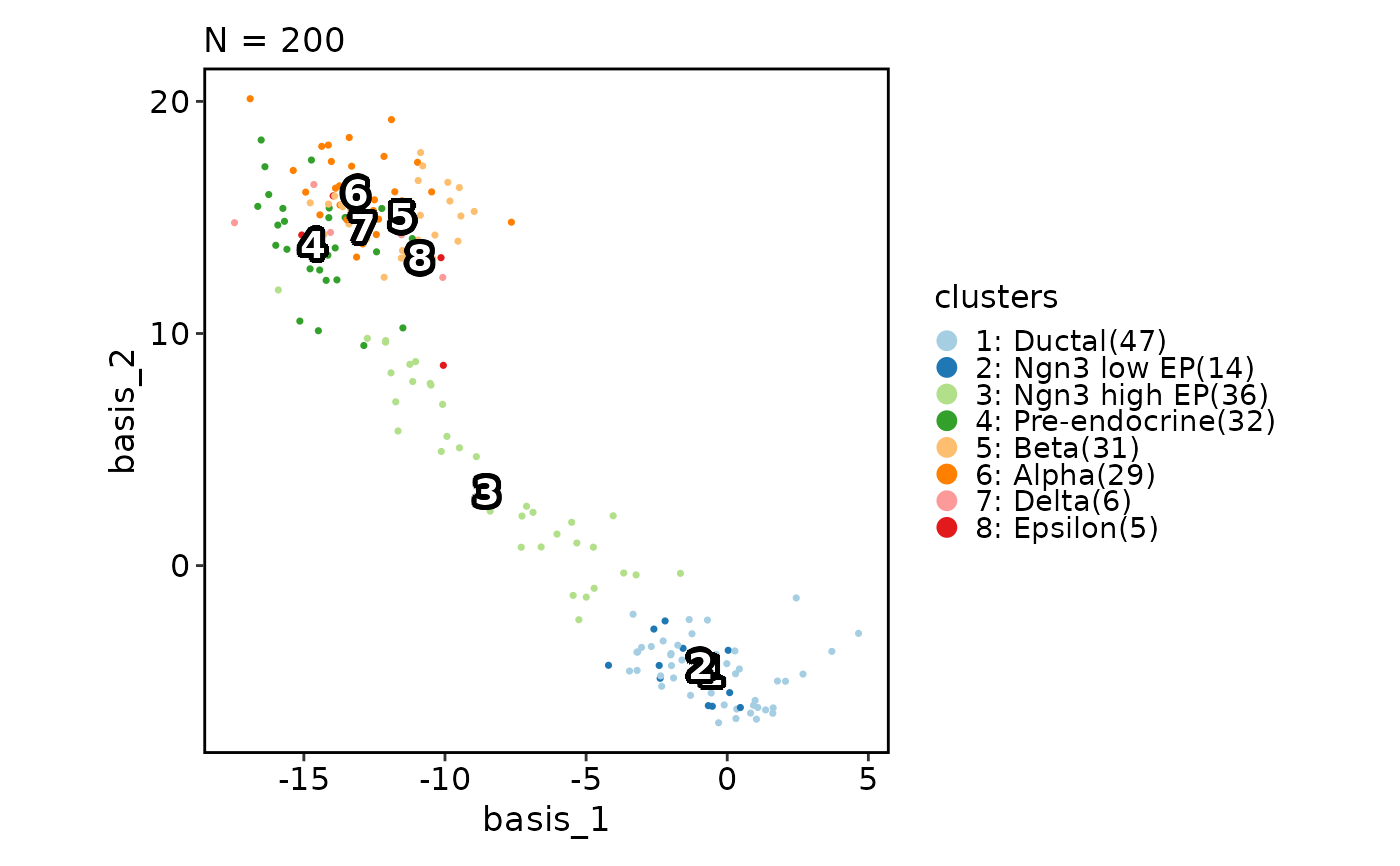 N = 200
20
10
0
basis_2
-15
-10
-5
0
5
basis_1
6
5
7
4
8
3
2
1
clusters
1: Ductal(47)
2: Ngn3 low EP(14)
3: Ngn3 high EP(36)
4: Pre-endocrine(32)
5: Beta(31)
6: Alpha(29)
7: Delta(6)
8: Epsilon(5)